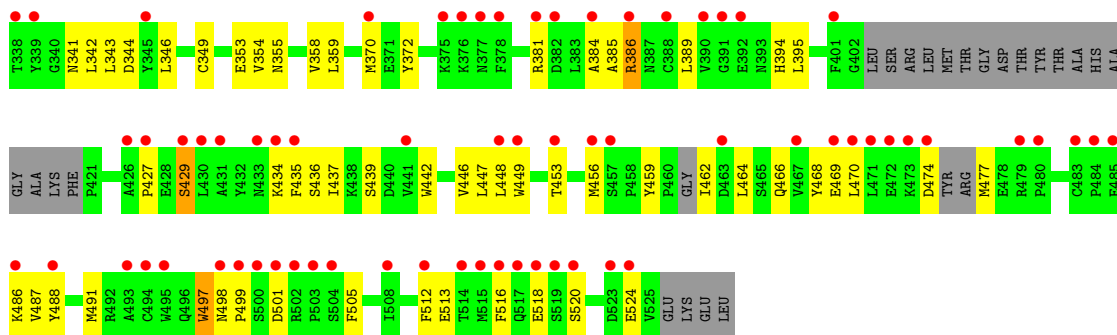 T338 Y339 G340 N341 L342 L343 D344 Y345 L346 C349 E353 V354 N355 V358 L359 M370 E371 Y372 K375 K376 N377 F378 R381 D382 L383 A384 A385 R386 N387 C388 L389 V390 G391 E392 N393 H394 L395 F401 G402 LEU SER ARG LEU MET THR GLY ASP THR TYR THR ALA HIS ALA
GLY ALA LYS PHE P421 A426 P427 E428 S429 L430 A431 Y432 N433 K434 F435 S436 I437 K438 S439 D440 V441 W442 V446 L447 L448 W449 T453 M456 S457 P458 Y459 P460 GLY I462 D463 L464 S465 Q466 V467 Y468 E469 L470 L471 E472 K473 D474 TYR ARG M477 E478 R479 P480 C483 P484 E485
K486 V487 Y488 M491 R492 A493 C494 W495 Q496 W497 N498 P499 S500 D501 R502 P503 S504 F505 I508 F512 E513 T514 M515 F516 Q517 E518 S519 S520 D523 E524 V525 GLU LYS GLU LEU